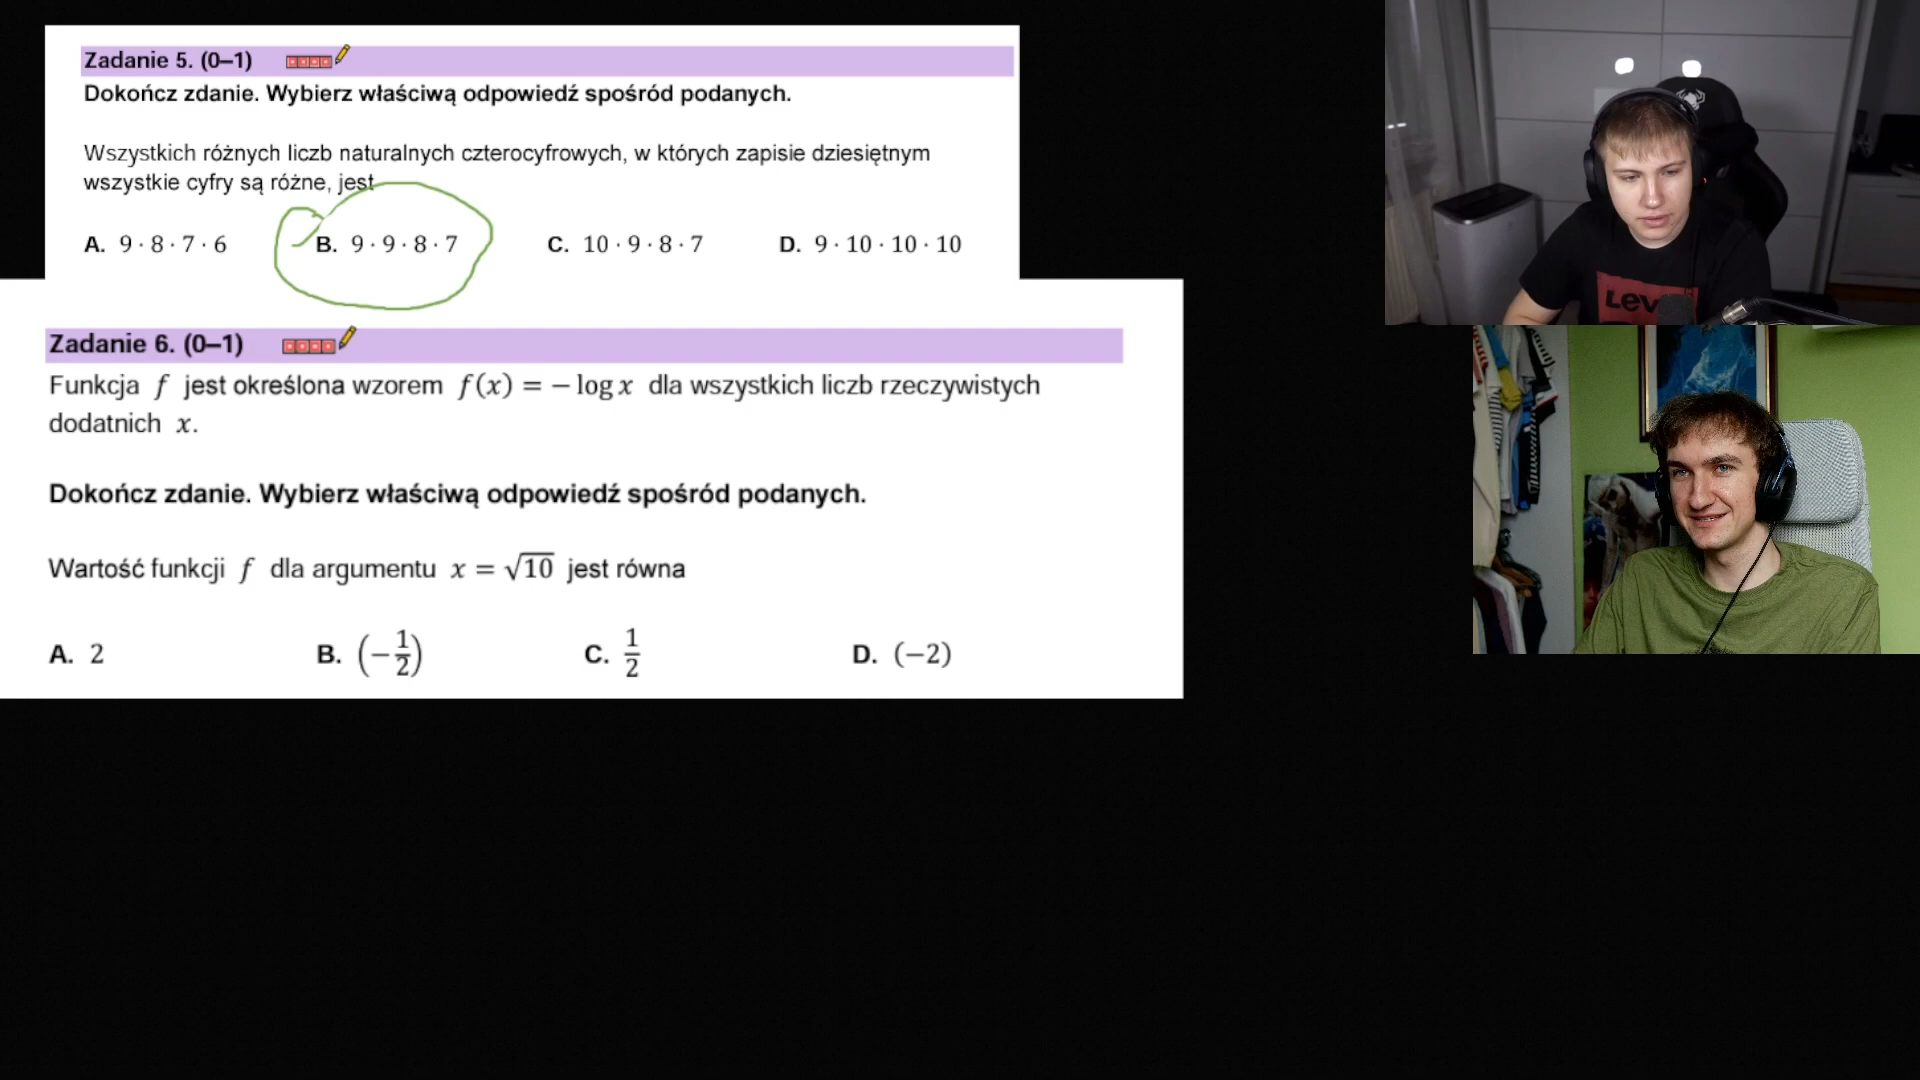 Zadanie 5. (0–1)
Dokończ zdanie. Wybierz właściwą odpowiedź spośród podanych.
Wszystkich różnych liczb naturalnych czterocyfrowych, w których zapisie dziesiętnym
wszystkie cyfry są różne, jest
A. 9 · 8 · 7 · 6 B. 9 · 9 · 8 · 7 C. 10 · 9 · 8 · 7 D. 9 · 10 · 10 · 10
Zadanie 6. (0–1)
Funkcja f jest określona wzorem f(x) = − log x dla wszystkich liczb rzeczywistych
dodatnich x.
Dokończ zdanie. Wybierz właściwą odpowiedź spośród podanych.
Wartość funkcji f dla argumentu x = √10 jest równa
A. 2 B. (−1/2) C. 1/2 D. (−2)
Lev